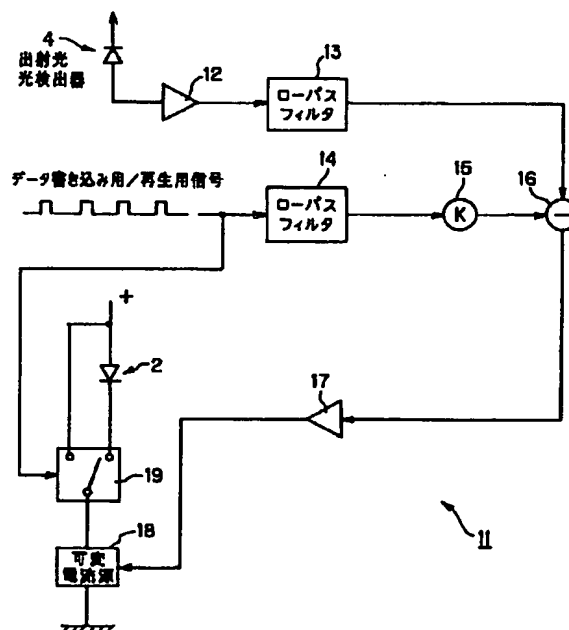 4
出射光
光検出器
12
13
ローパス
フィルタ
データ書き込み用/再生用信号
14
ローパス
フィルタ
15
K
16
−
+
2
17
19
18
可変
電流源
11